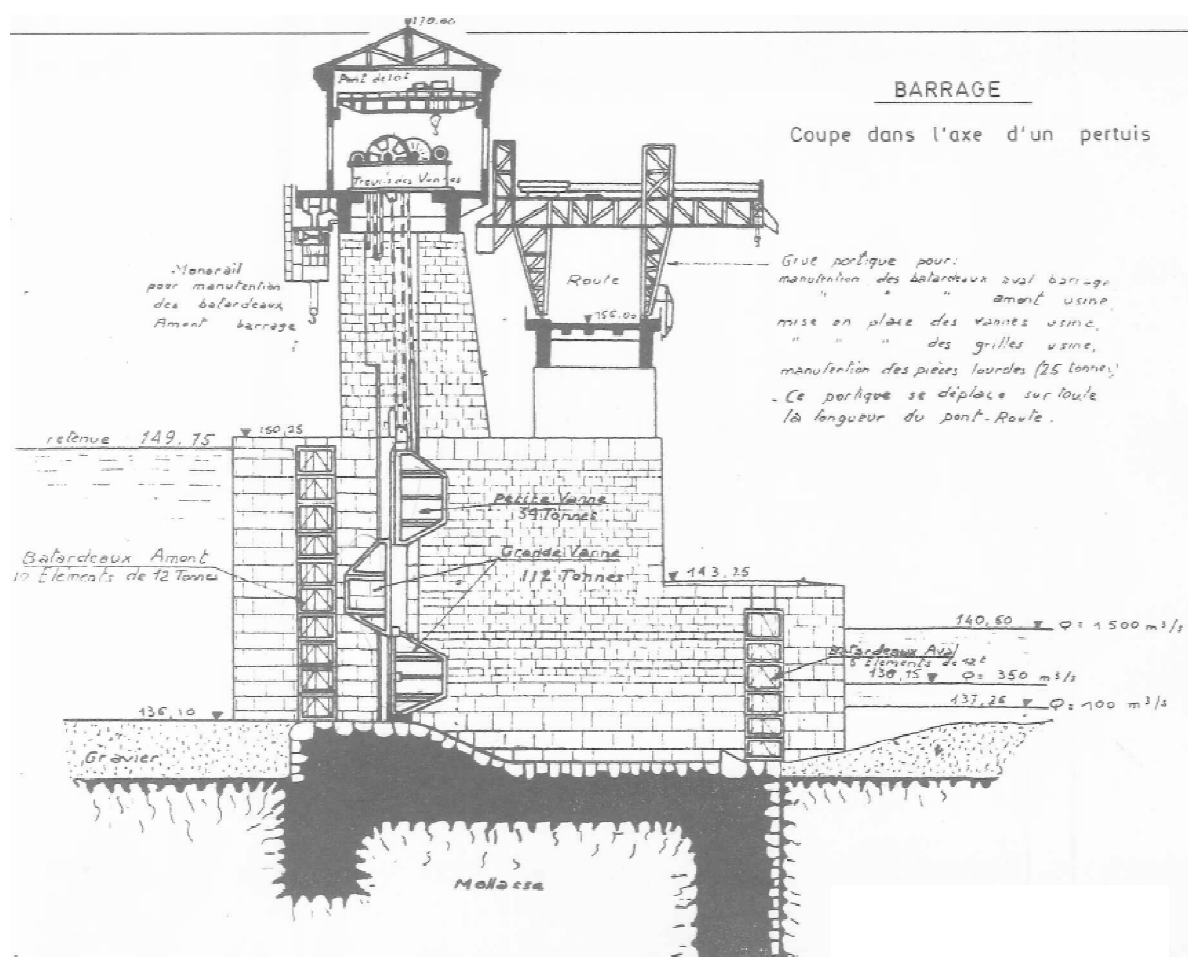 170.00
BARRAGE
Coupe dans l'axe d'un pertuis
Pont
Treuils des Vannes
Monorail
pour manutention
des batardeaux
Amont barrage
Route
155.00
Grue portique pour:
manutention des batardeaux aval barrage
" " " amont usine,
mise en place des vannes usine,
" " " des grilles usine,
manutention des pièces lourdes (25 tonnes)
- Ce portique se déplace sur toute
la longueur du pont-Route.
retenue 149,75
150,25
Petite Vanne
34 Tonnes
Grande Vanne
112 Tonnes
Batardeaux Amont
10 Elements de 12 Tonnes
143,25
140,60 Q = 1500 m³/s
Batardeaux Aval
6 Elements de 12t
138,15 Q = 350 m³/s
137,26 Q = 100 m³/s
136,10
Gravier
Mollasse